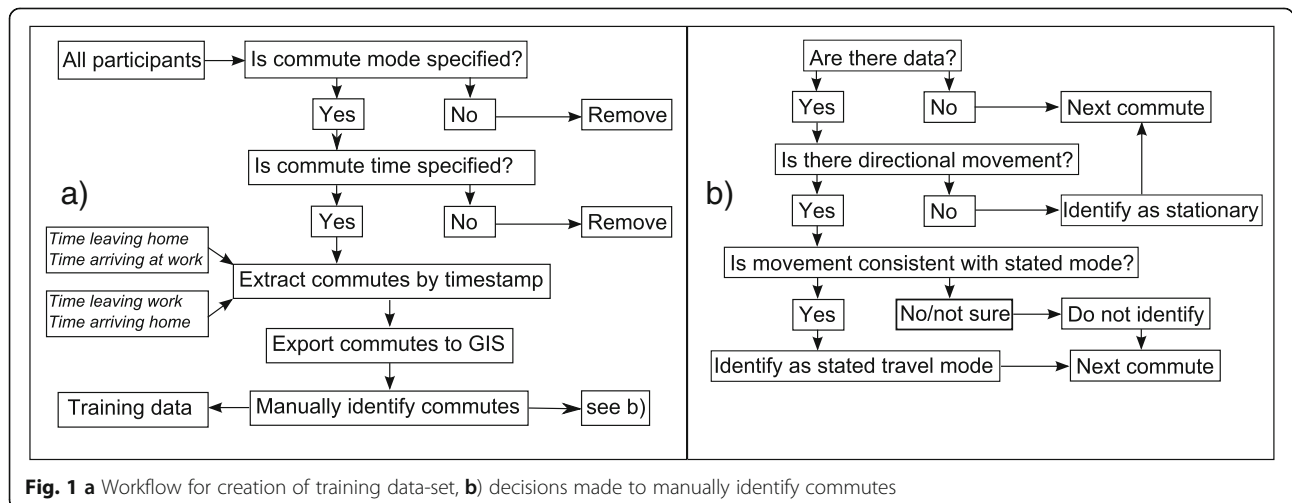 All participants
Is commute mode specified?
Yes
No
Remove
Is commute time specified?
a)
Yes
No
Remove
Time leaving home
Time arriving at work
Extract commutes by timestamp
Time leaving work
Time arriving home
Export commutes to GIS
Training data
Manually identify commutes
see b)
Are there data?
Yes
No
Next commute
Is there directional movement?
b)
Yes
No
Identify as stationary
Is movement consistent with stated mode?
Yes
No/not sure
Do not identify
Identify as stated travel mode
Next commute
Fig. 1 a Workflow for creation of training data-set, b) decisions made to manually identify commutes